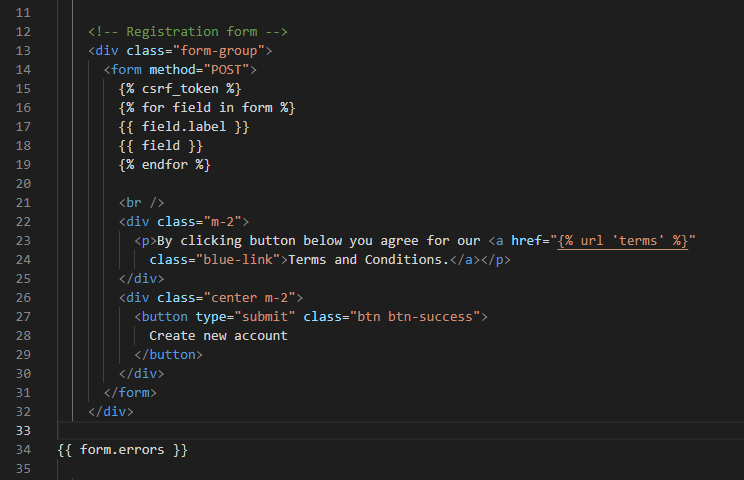 11
12 <!-- Registration form -->
13 <div class="form-group">
14 <form method="POST">
15 {% csrf_token %}
16 {% for field in form %}
17 {{ field.label }}
18 {{ field }}
19 {% endfor %}
20
21 <br />
22 <div class="m-2">
23 <p>By clicking button below you agree for our <a href="{% url 'terms' %}"
24 class="blue-link">Terms and Conditions.</a></p>
25 </div>
26 <div class="center m-2">
27 <button type="submit" class="btn btn-success">
28 Create new account
29 </button>
30 </div>
31 </form>
32 </div>
33
34 {{ form.errors }}
35